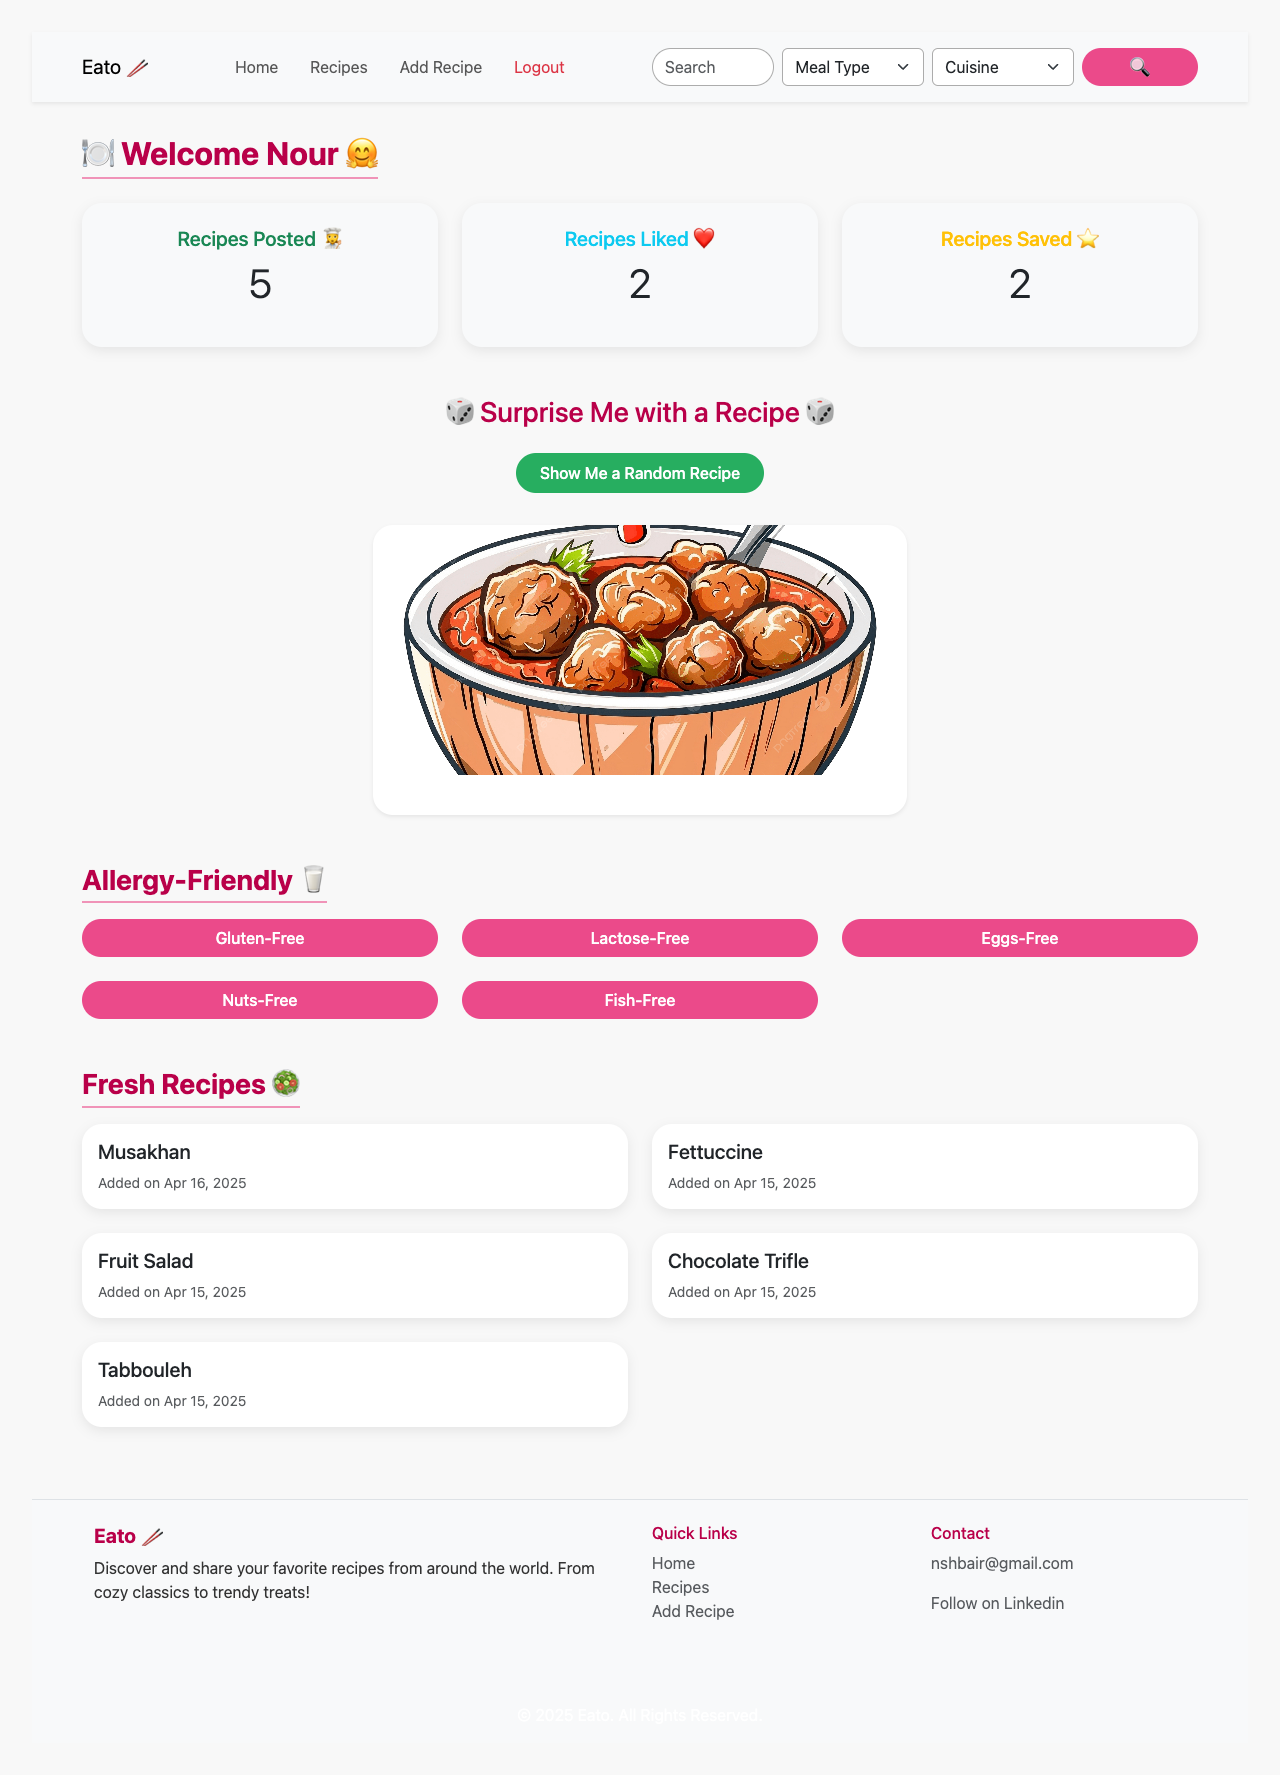 Eato 🥢
Home
Recipes
Add Recipe
Logout
Search
Meal Type
Cuisine
🔍
🍽️ Welcome Nour 🤗
Recipes Posted 🧑‍🍳
5
Recipes Liked ❤️
2
Recipes Saved ⭐
2
🎲 Surprise Me with a Recipe 🎲
Show Me a Random Recipe
Allergy-Friendly 🥛
Gluten-Free
Lactose-Free
Eggs-Free
Nuts-Free
Fish-Free
Fresh Recipes 🥗
Musakhan
Added on Apr 16, 2025
Fettuccine
Added on Apr 15, 2025
Fruit Salad
Added on Apr 15, 2025
Chocolate Trifle
Added on Apr 15, 2025
Tabbouleh
Added on Apr 15, 2025
Eato 🥢
Discover and share your favorite recipes from around the world. From
cozy classics to trendy treats!
Quick Links
Home
Recipes
Add Recipe
Contact
nshbair@gmail.com
Follow on Linkedin
© 2025 Eato. All Rights Reserved.